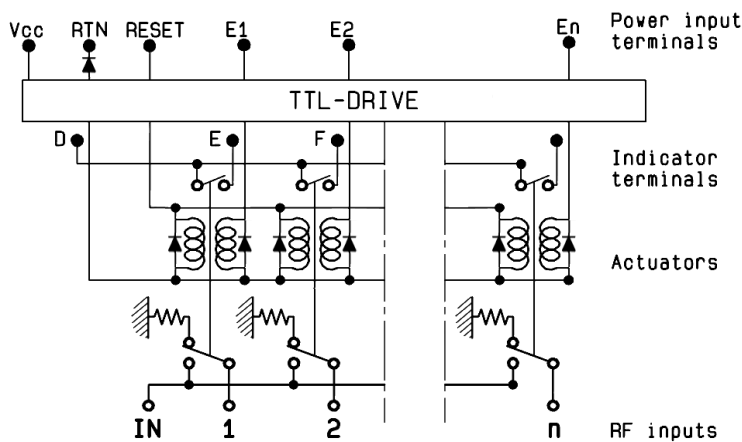 Vcc RTN RESET E1 E2 En Power input
terminals
TTL-DRIVE
D E F
Indicator
terminals
Actuators
IN 1 2 n RF inputs